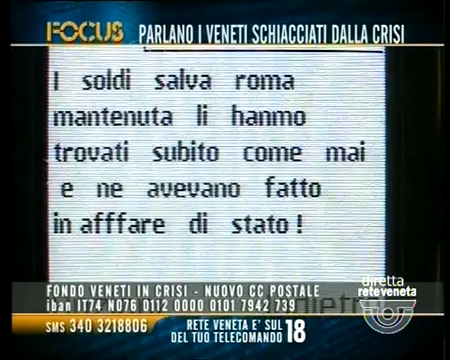 FOCUS PARLANO I VENETI SCHIACCIATI DALLA CRISI
I soldi salva roma
mantenuta li hanmo
trovati subito come mai
e ne avevano fatto
in afffare di stato!
diretta
reteveneta
FONDO VENETI IN CRISI - NUOVO CC POSTALE
iban IT74 N076 0112 0000 0101 7942 739
dietro
SMS 340 3218806
RETE VENETA E' SUL
DEL TUO TELECOMANDO 18